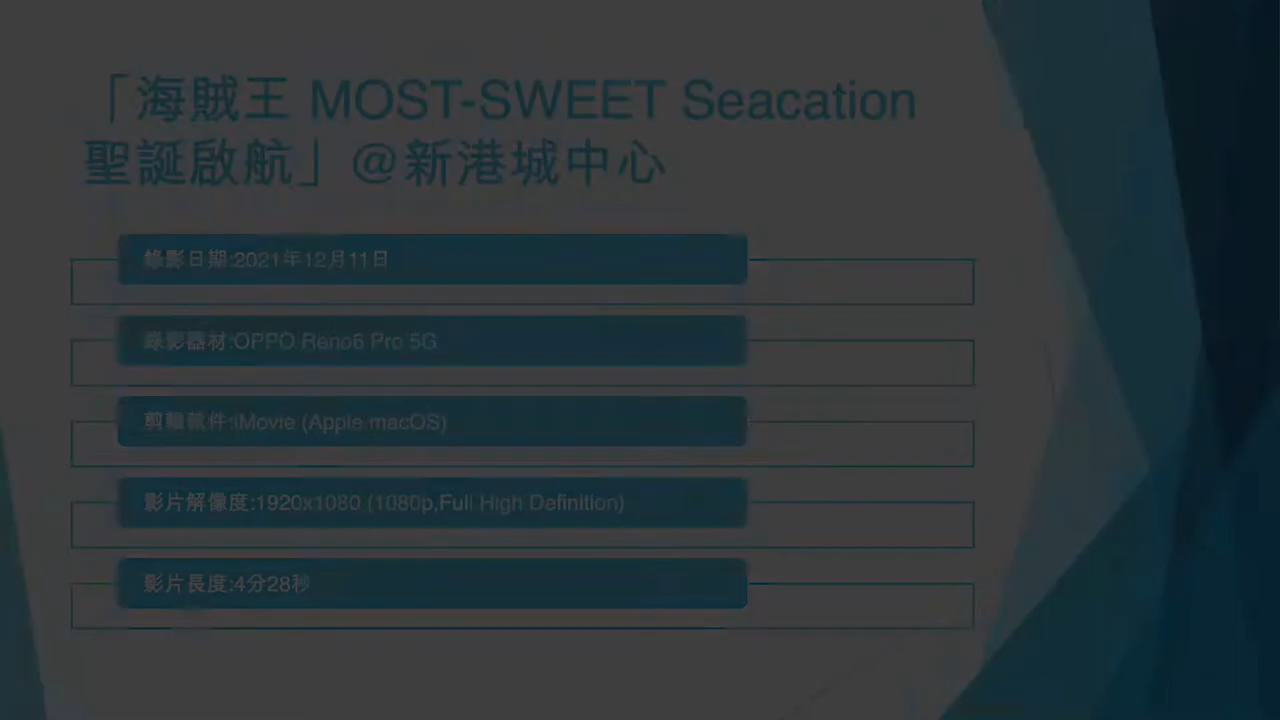 「海賊王 MOST-SWEET Seacation
聖誕啟航」@新港城中心
錄影日期:2021年12月11日
錄影器材:OPPO Reno6 Pro 5G
剪輯軟件:iMovie (Apple macOS)
影片解像度:1920x1080 (1080p,Full High Definition)
影片長度:4分28秒